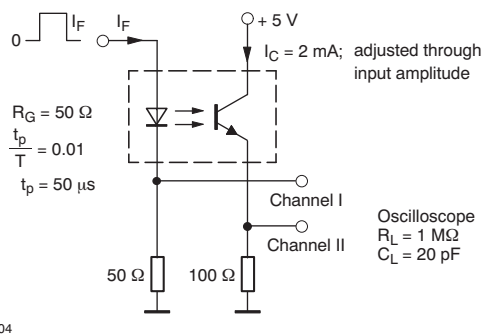 0
I_F
I_F
+ 5 V
I_C = 2 mA; adjusted through
input amplitude
R_G = 50 Ω
t_p
T
= 0.01
t_p = 50 μs
Channel I
Channel II
Oscilloscope
R_L = 1 MΩ
C_L = 20 pF
50 Ω
100 Ω
04